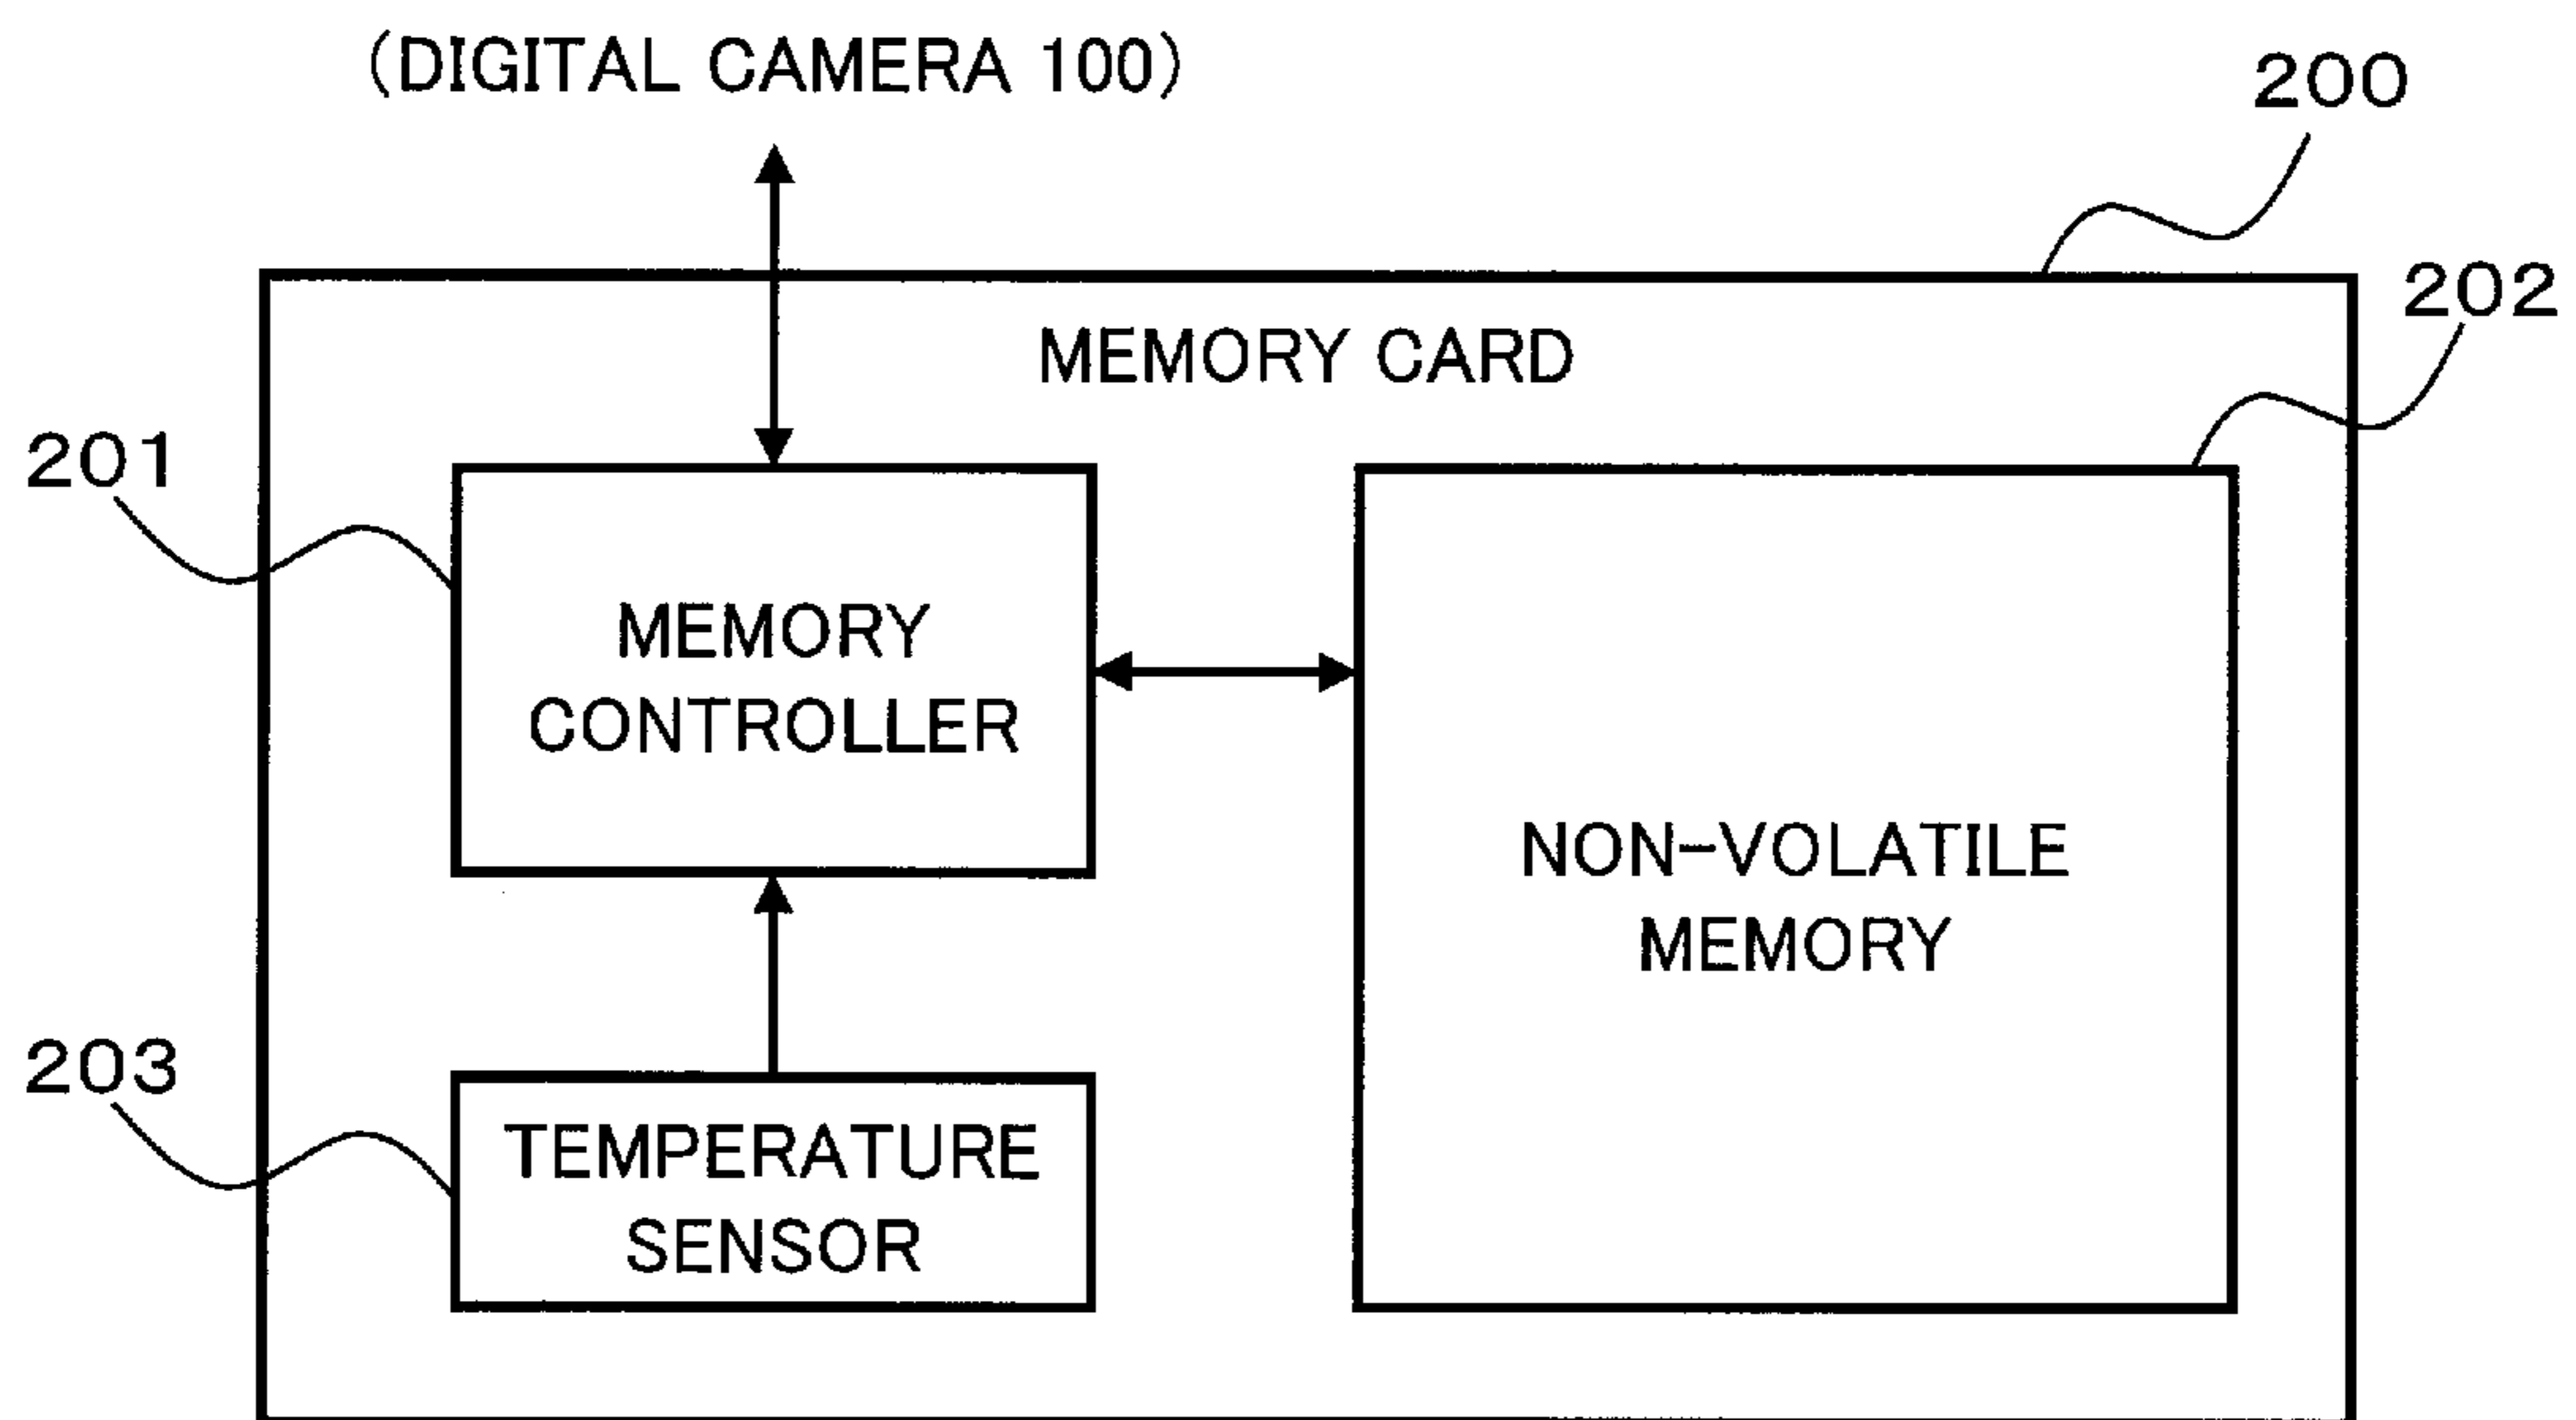 (DIGITAL CAMERA 100)
200
202
MEMORY CARD
201
MEMORY
CONTROLLER
NON-VOLATILE
MEMORY
203
TEMPERATURE
SENSOR